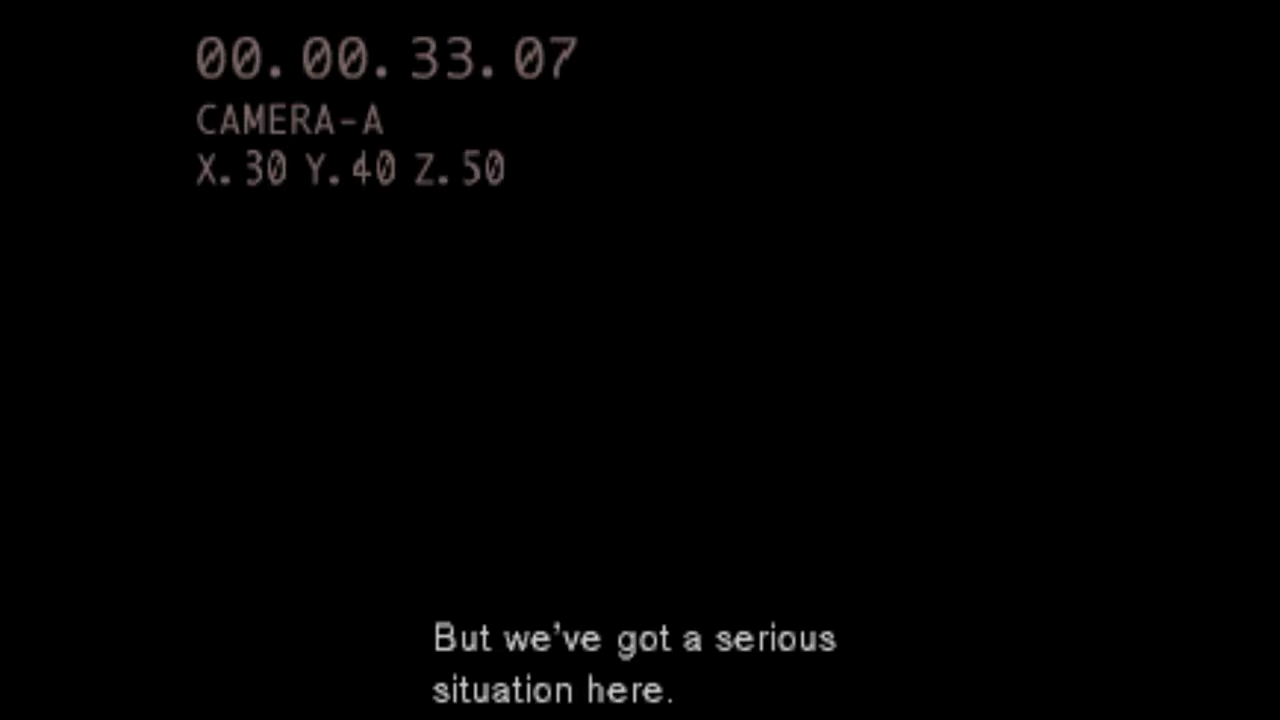 00.00.33.07
CAMERA-A
X.30 Y.40 Z.50
But we've got a serious
situation here.